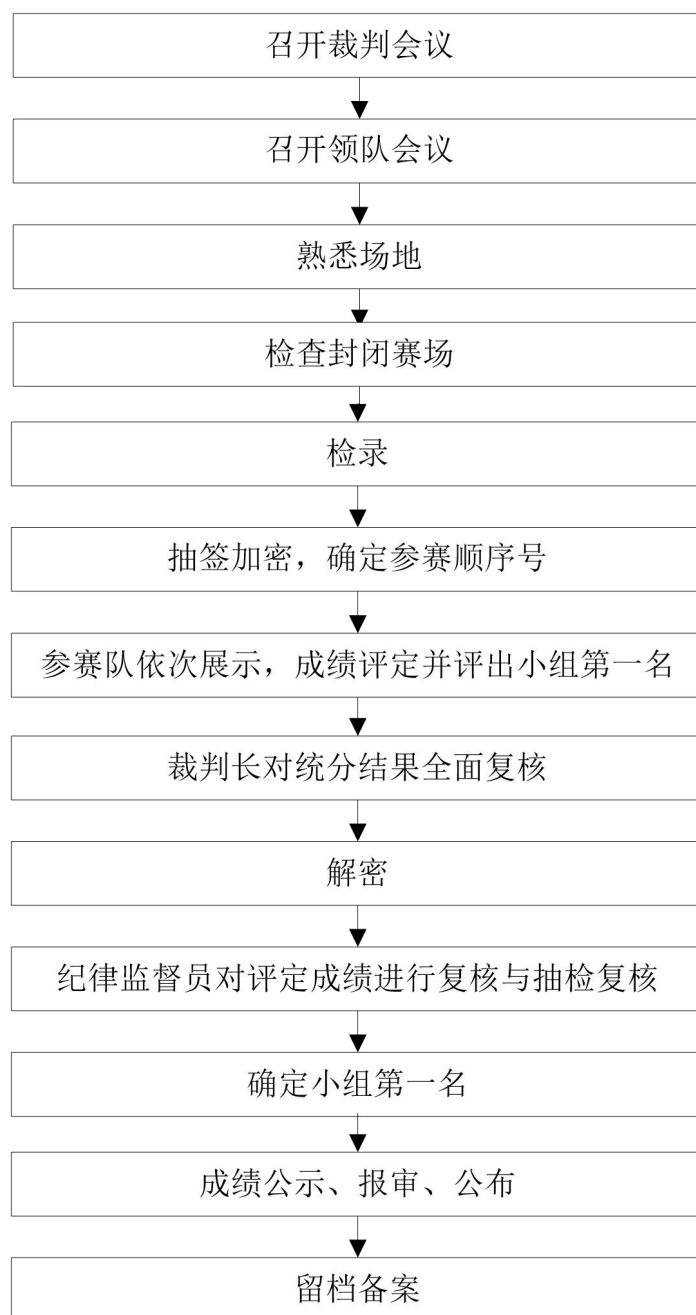 召开裁判会议
召开领队会议
熟悉场地
检查封闭赛场
检录
抽签加密，确定参赛顺序号
参赛队依次展示，成绩评定并评出小组第一名
裁判长对统分结果全面复核
解密
纪律监督员对评定成绩进行复核与抽检复核
确定小组第一名
成绩公示、报审、公布
留档备案